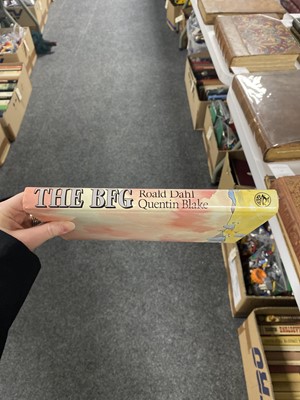 THE BFG
Roald Dahl
Quentin Blake